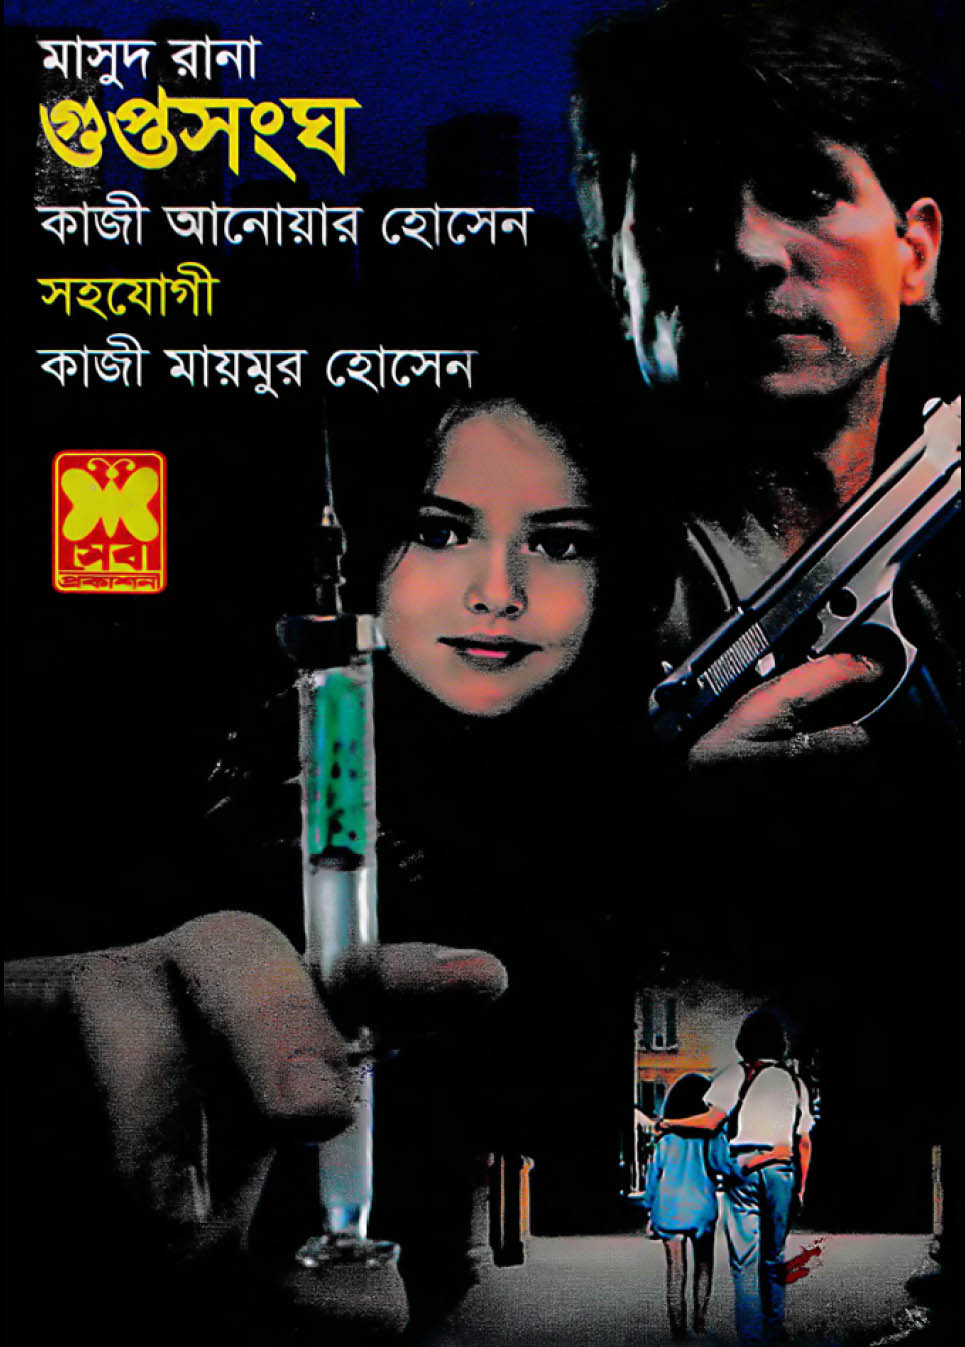 মাসুদ রানা
গুপ্তসংঘ
কাজী আনোয়ার হোসেন
সহযোগী
কাজী মায়মুর হোসেন
সেবা
প্রকাশনী